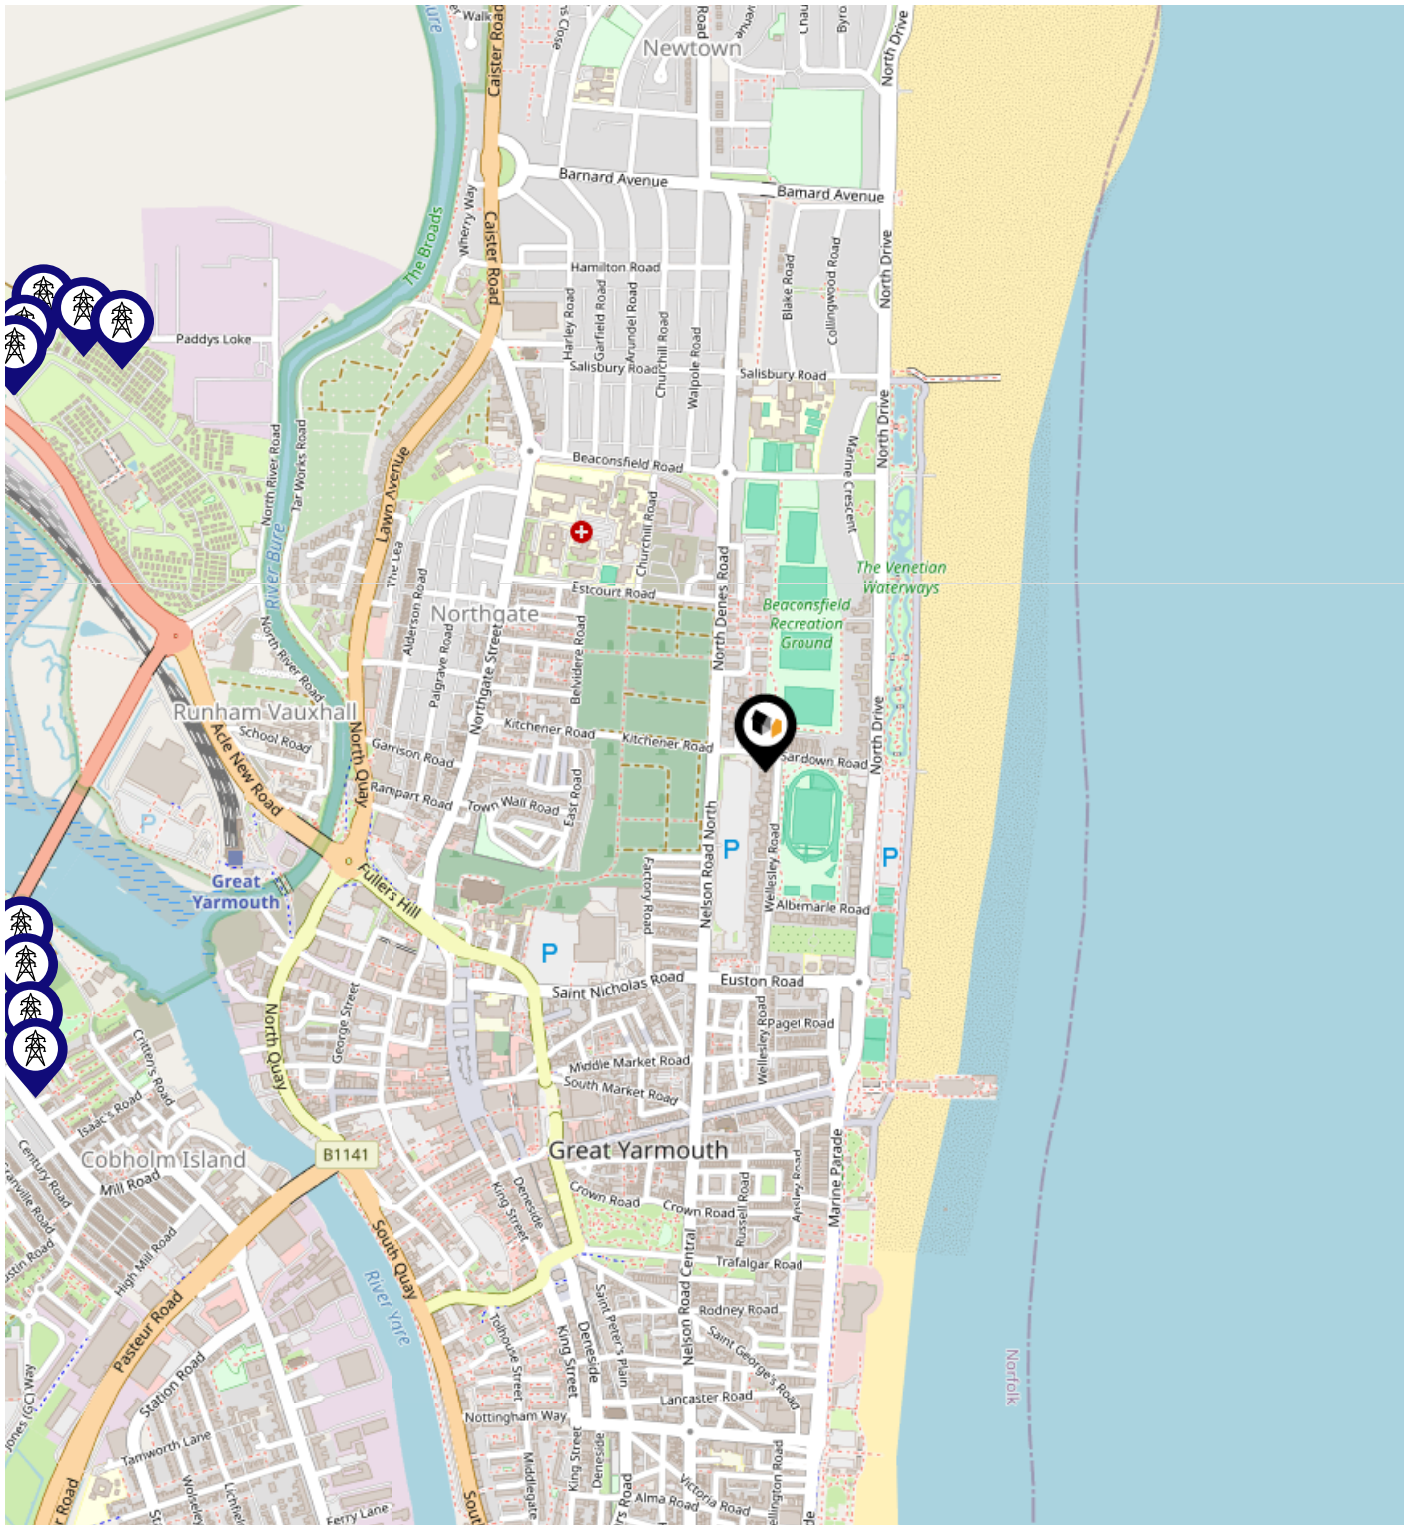 Newtown
North Drive
Caister Road
Barnard Avenue
Barnard Avenue
Wherry Way
The Broads
Caister Road
Hamilton Road
Blake Road
Collingwood Road
North Drive
Harley Road
Garfield Road
Arundel Road
Churchill Road
Walpole Road
Paddys Loke
Salisbury Road
Salisbury Road
North Drive
Marine Crescent
Beaconsfield Road
North River Road
Tar Works Road
Lawn Avenue
River Bure
The Lea
Churchill Road
Estcourt Road
North Denes Road
The Venetian
Waterways
Beaconsfield
Recreation
Ground
Northgate
Alderson Road
Palgrave Road
Northgate Street
Belvidere Road
North River Road
Runham Vauxhall
School Road
Acle New Road
North Quay
Garrison Road
Kitchener Road
Kitchener Road
Sardown Road
North Drive
Rampart Road
Town Wall Road
East Road
P
P
P
Nelson Road North
Wellesley Road
Albemarle Road
Great
Yarmouth
Fullers Hill
Factory Road
P
Saint Nicholas Road
Euston Road
North Quay
George Street
Wellesley Road
Pagel Road
Middle Market Road
South Market Road
Critten's Road
Isaac's Road
Century Road
Cobholm Island
Mill Road
B1141
Great Yarmouth
High Mill Road
King Street
Deneside
Crown Road
Crown Road
Russell Road
Apsley Road
Marine Parade
South Quay
River Yare
Trafalgar Road
Nelson Road Central
Rodney Road
Saint Peter's Plain
Saint George's Road
Pasteur Road
Station Road
Tolhouse Street
King Street
Deneside
Lancaster Road
Nottingham Way
Norfolk
Tamworth Lane
King Street
Deneside
Middlegate
Victoria Road
Alma Road
Ferry Lane